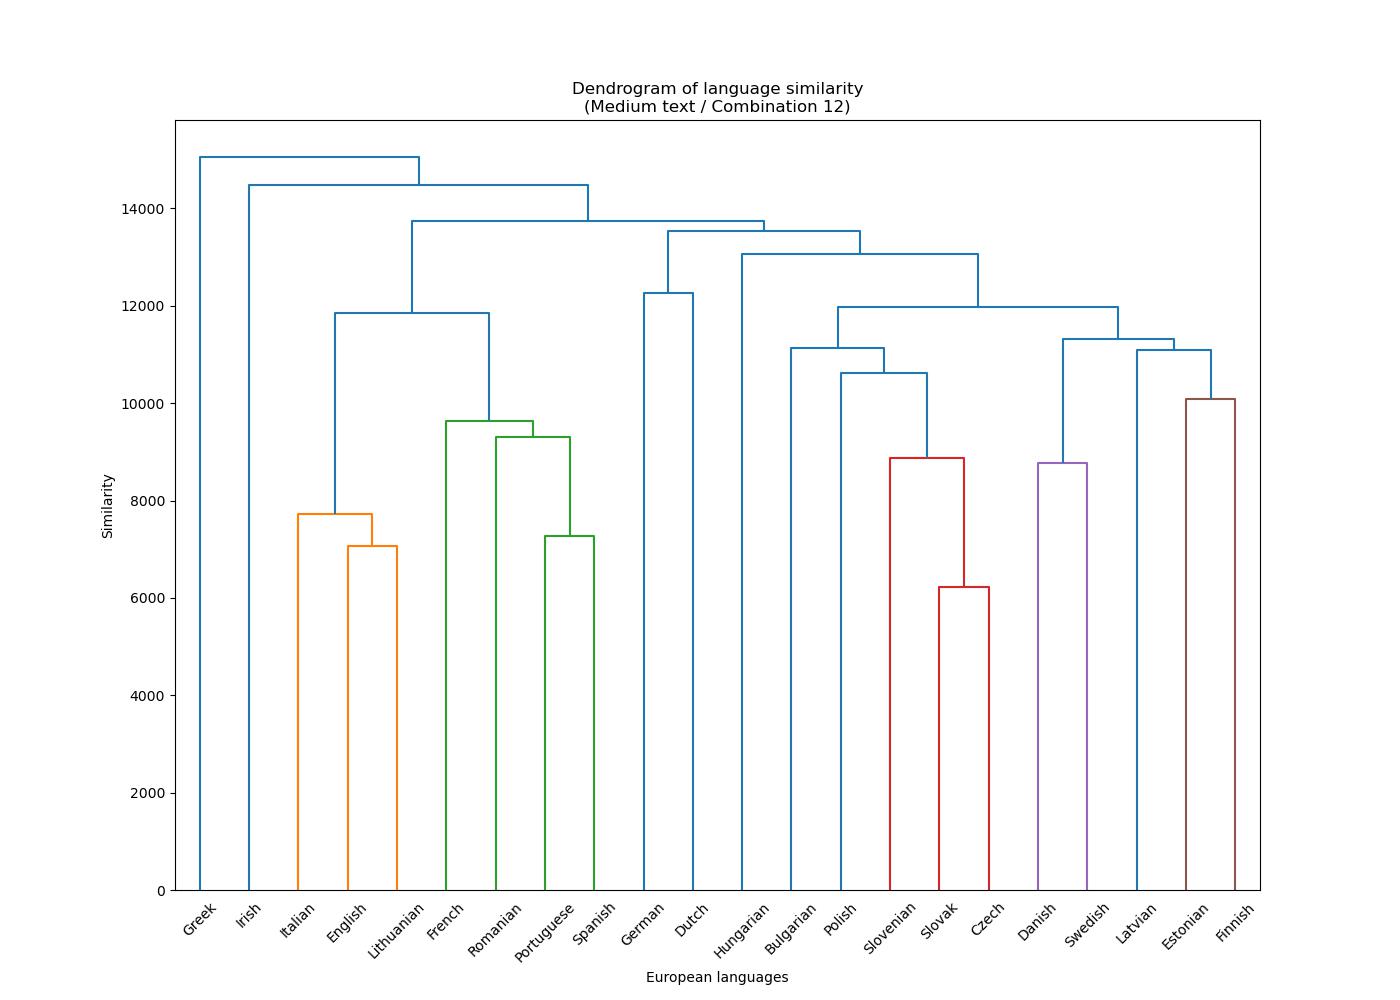 Dendrogram of language similarity
(Medium text / Combination 12)
Similarity
14000
12000
10000
8000
6000
4000
2000
0
Greek
Irish
Italian
English
Lithuanian
French
Romanian
Portuguese
Spanish
German
Dutch
Hungarian
Bulgarian
Polish
Slovenian
Slovak
Czech
Danish
Swedish
Latvian
Estonian
Finnish
European languages